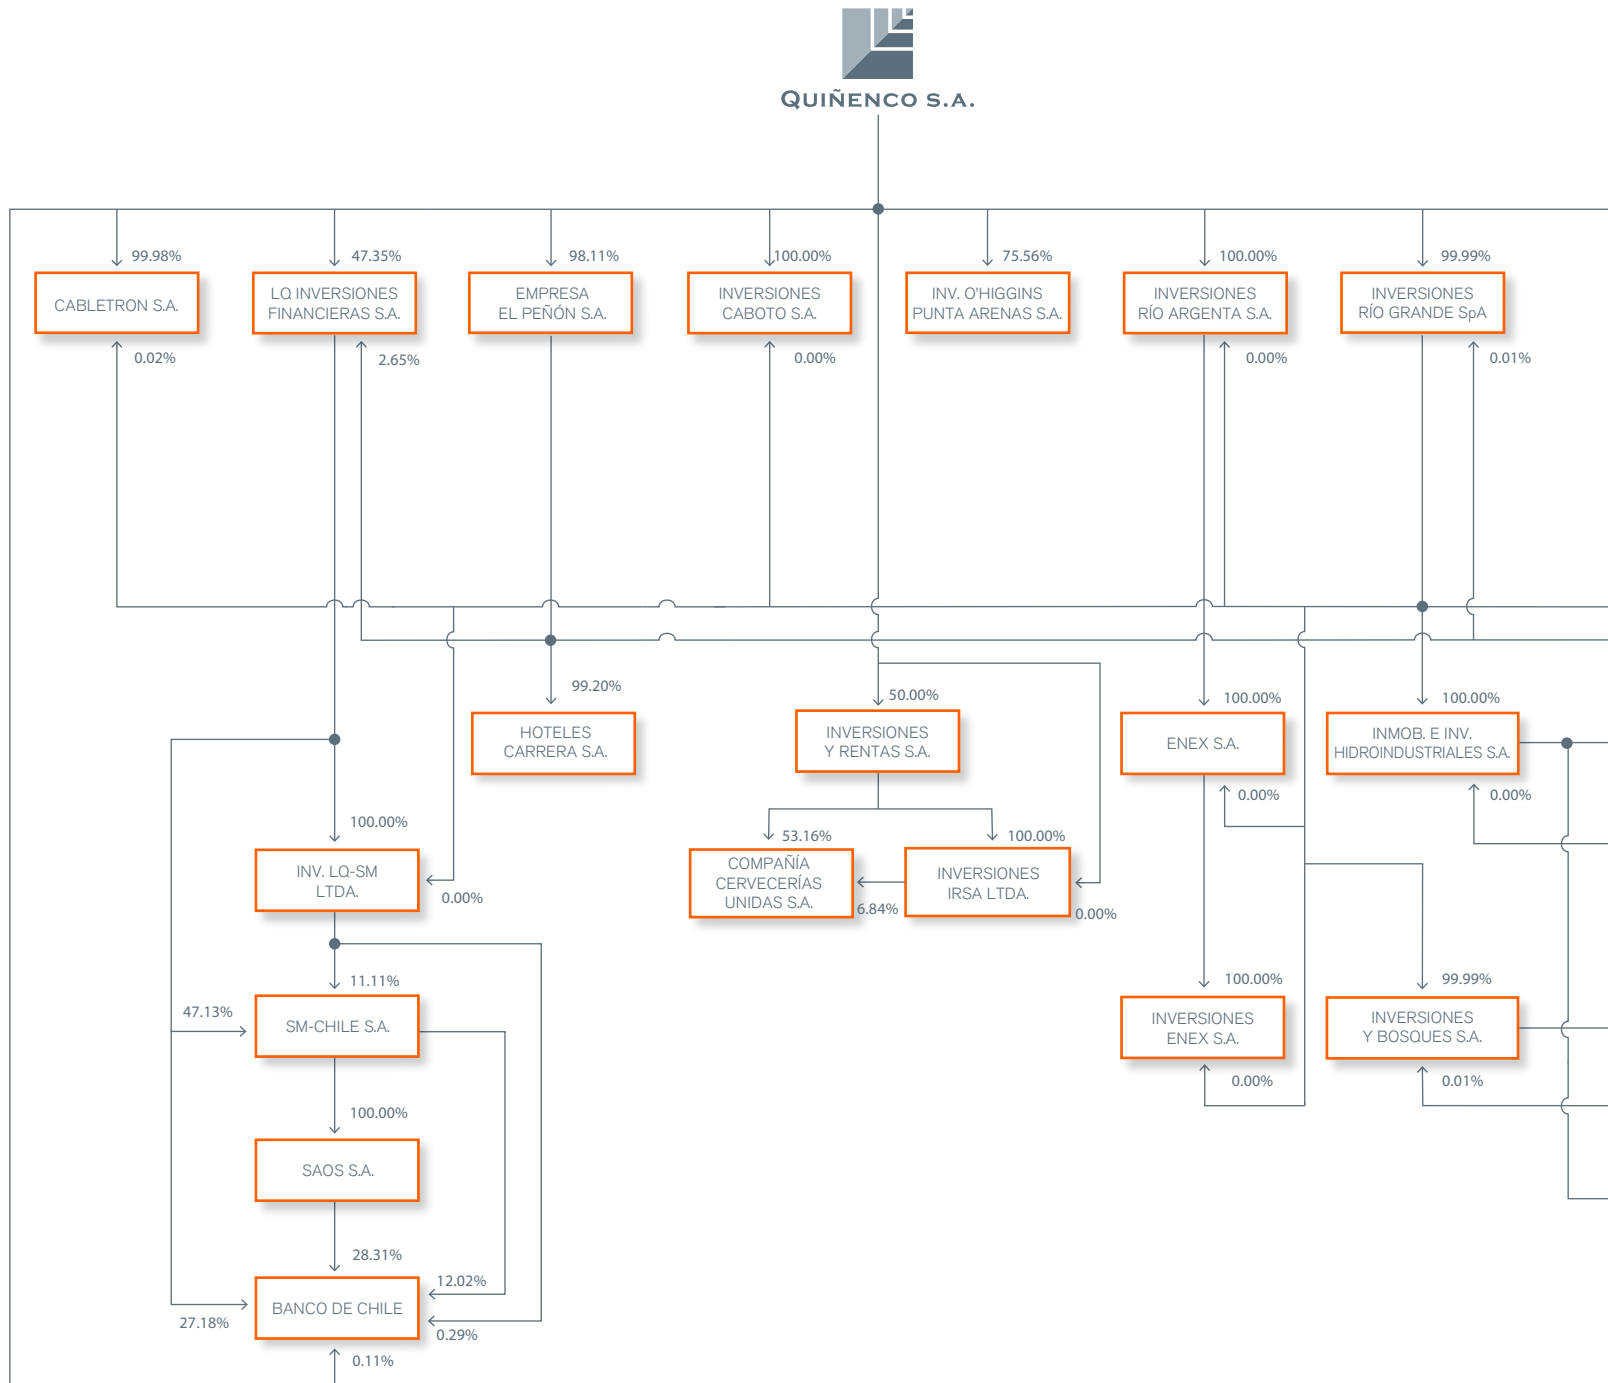 QUIÑENCO S.A.
99.98%
47.35%
98.11%
100.00%
75.56%
100.00%
99.99%
CABLETRON S.A.
LQ INVERSIONES
FINANCIERAS S.A.
EMPRESA
EL PEÑÓN S.A.
INVERSIONES
CABOTO S.A.
INV. O'HIGGINS
PUNTA ARENAS S.A.
INVERSIONES
RÍO ARGENTA S.A.
INVERSIONES
RÍO GRANDE SpA
0.02%
2.65%
0.00%
0.00%
0.01%
99.20%
50.00%
100.00%
100.00%
HOTELES
CARRERA S.A.
INVERSIONES
Y RENTAS S.A.
ENEX S.A.
INMOB. E INV.
HIDROINDUSTRIALES S.A.
0.00%
0.00%
100.00%
53.16%
100.00%
INV. LQ-SM
LTDA.
COMPAÑÍA
CERVECERÍAS
UNIDAS S.A.
INVERSIONES
IRSA LTDA.
0.00%
6.84%
0.00%
11.11%
100.00%
99.99%
47.13%
SM-CHILE S.A.
INVERSIONES
ENEX S.A.
INVERSIONES
Y BOSQUES S.A.
0.00%
0.01%
100.00%
SAOS S.A.
28.31%
12.02%
BANCO DE CHILE
27.18%
0.29%
0.11%